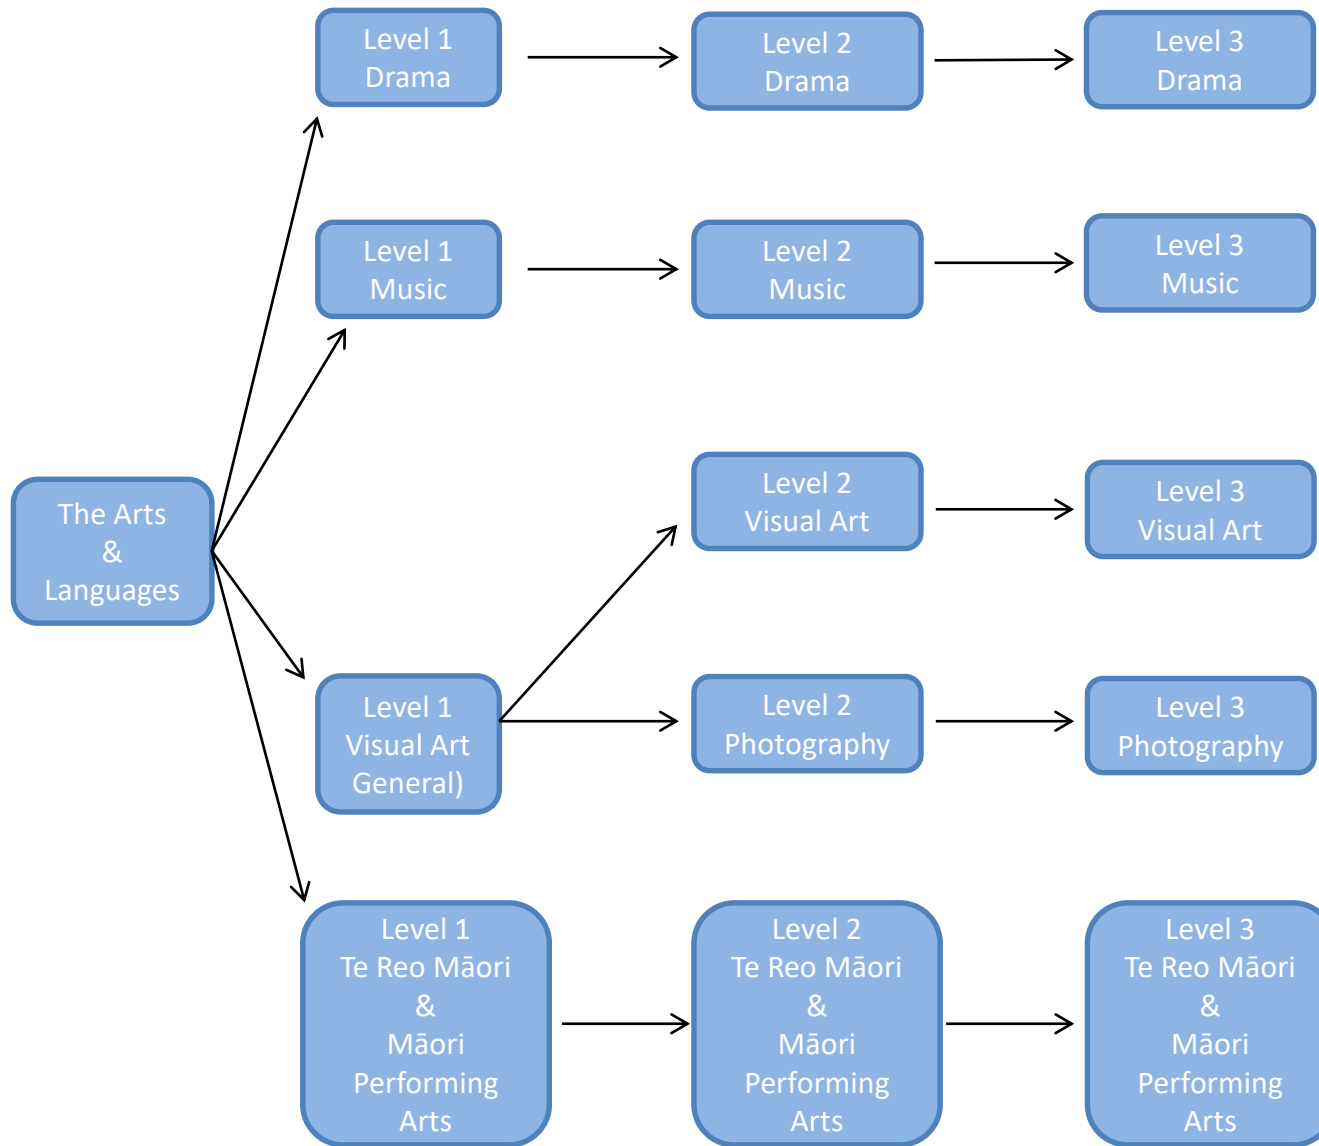 Level 1
Drama
Level 2
Drama
Level 3
Drama
Level 1
Music
Level 2
Music
Level 3
Music
The Arts
&
Languages
Level 2
Visual Art
Level 3
Visual Art
Level 1
Visual Art
General)
Level 2
Photography
Level 3
Photography
Level 1
Te Reo Māori
&
Māori
Performing
Arts
Level 2
Te Reo Māori
&
Māori
Performing
Arts
Level 3
Te Reo Māori
&
Māori
Performing
Arts